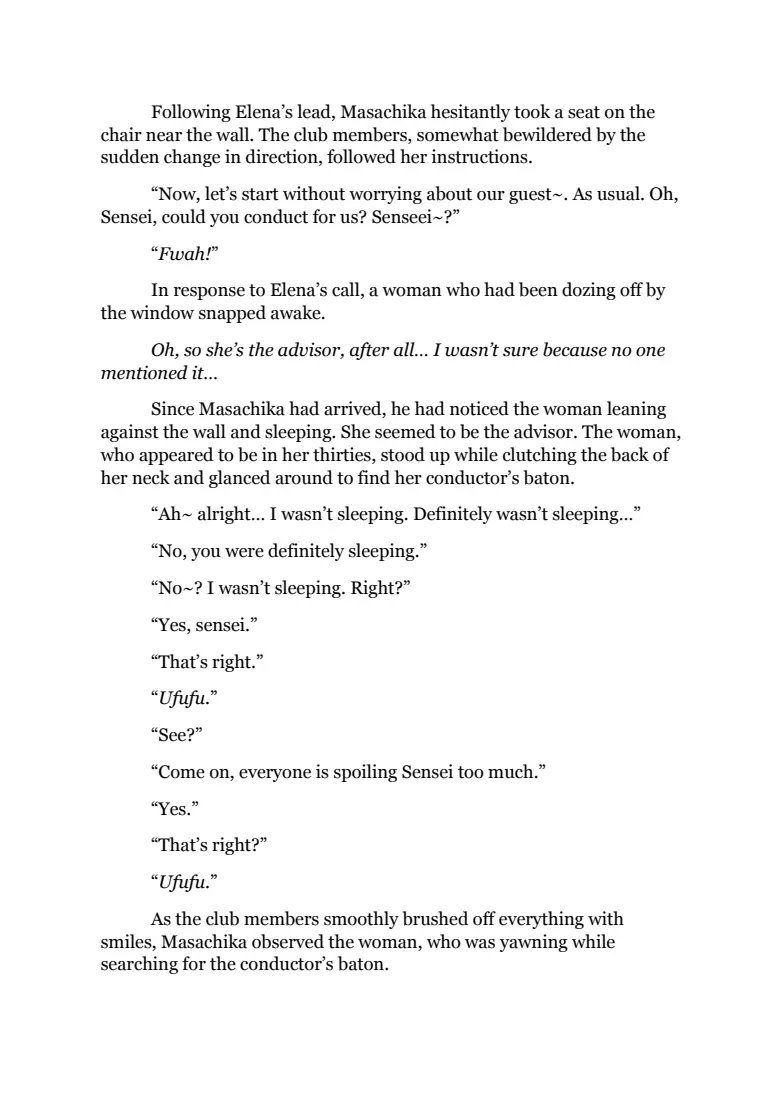 Following Elena’s lead, Masachika hesitantly took a seat on the
chair near the wall. The club members, somewhat bewildered by the
sudden change in direction, followed her instructions.
“Now, let’s start without worrying about our guest~. As usual. Oh,
Sensei, could you conduct for us? Senseei~?”
“Fwah!”
In response to Elena’s call, a woman who had been dozing off by
the window snapped awake.
Oh, so she’s the advisor, after all… I wasn’t sure because no one
mentioned it…
Since Masachika had arrived, he had noticed the woman leaning
against the wall and sleeping. She seemed to be the advisor. The woman,
who appeared to be in her thirties, stood up while clutching the back of
her neck and glanced around to find her conductor’s baton.
“Ah~ alright… I wasn’t sleeping. Definitely wasn’t sleeping…”
“No, you were definitely sleeping.”
“No~? I wasn’t sleeping. Right?”
“Yes, sensei.”
“That’s right.”
“Ufufu.”
“See?”
“Come on, everyone is spoiling Sensei too much.”
“Yes.”
“That’s right?”
“Ufufu.”
As the club members smoothly brushed off everything with
smiles, Masachika observed the woman, who was yawning while
searching for the conductor’s baton.